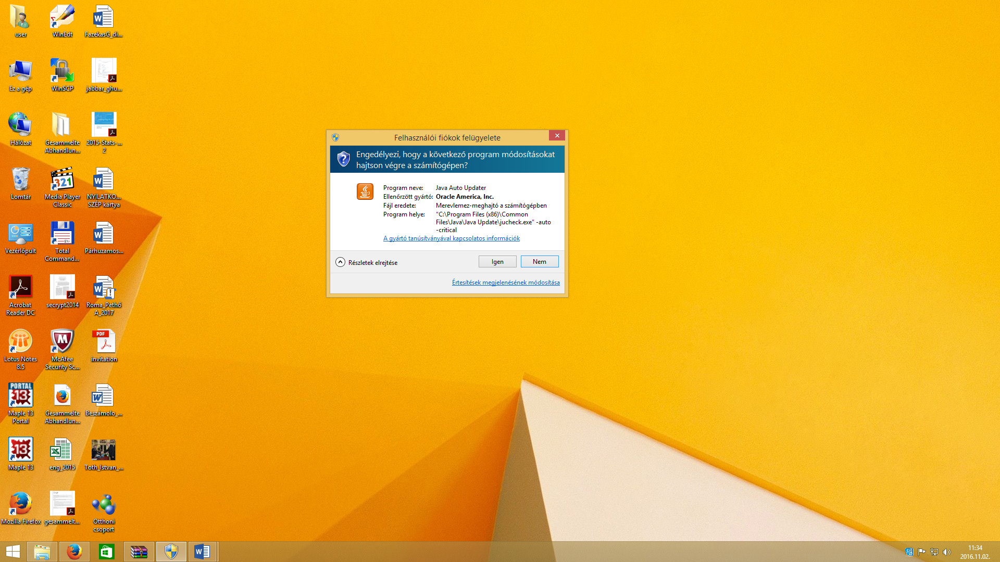 user
WinEdt
FazekasG_di...
Ez a gép
WinSCP
jabbar_ghu...
Hálózat
Gesammelte
Abhandlun...
2015-Stats-...
2
Lomtár
Media Player
Classic
NYILATKO...
SZÉP kártya
Vezérlőpult
Total
Command...
Párhuzamos...
Acrobat
Reader DC
secrypt2014
Roma_Pethő
A_2017
Lotus Notes
8.5
McAfee
Security Sc...
PDF
invitation
PORTAL
13
Maple 13
Portal
Gesammelte
Abhandlun...
Beszámoló_...
13
Maple 13
eng_2015
Toth_Istvan_...
Mozilla Firefox
gesammelt...
Otthoni
csoport
Felhasználói fiókok felügyelete
Engedélyezi, hogy a következő program módosításokat
hajtson végre a számítógépen?
Program neve: Java Auto Updater
Ellenőrzött gyártó: Oracle America, Inc.
Fájl eredete: Merevlemez-meghajtó a számítógépben
Program helye: "C:\Program Files (x86)\Common
Files\Java\Java Update\jucheck.exe" -auto
-critical
A gyártó tanúsítványával kapcsolatos információk
Részletek elrejtése
Igen
Nem
Értesítések megjelenésének módosítása
11:34
2016.11.02.